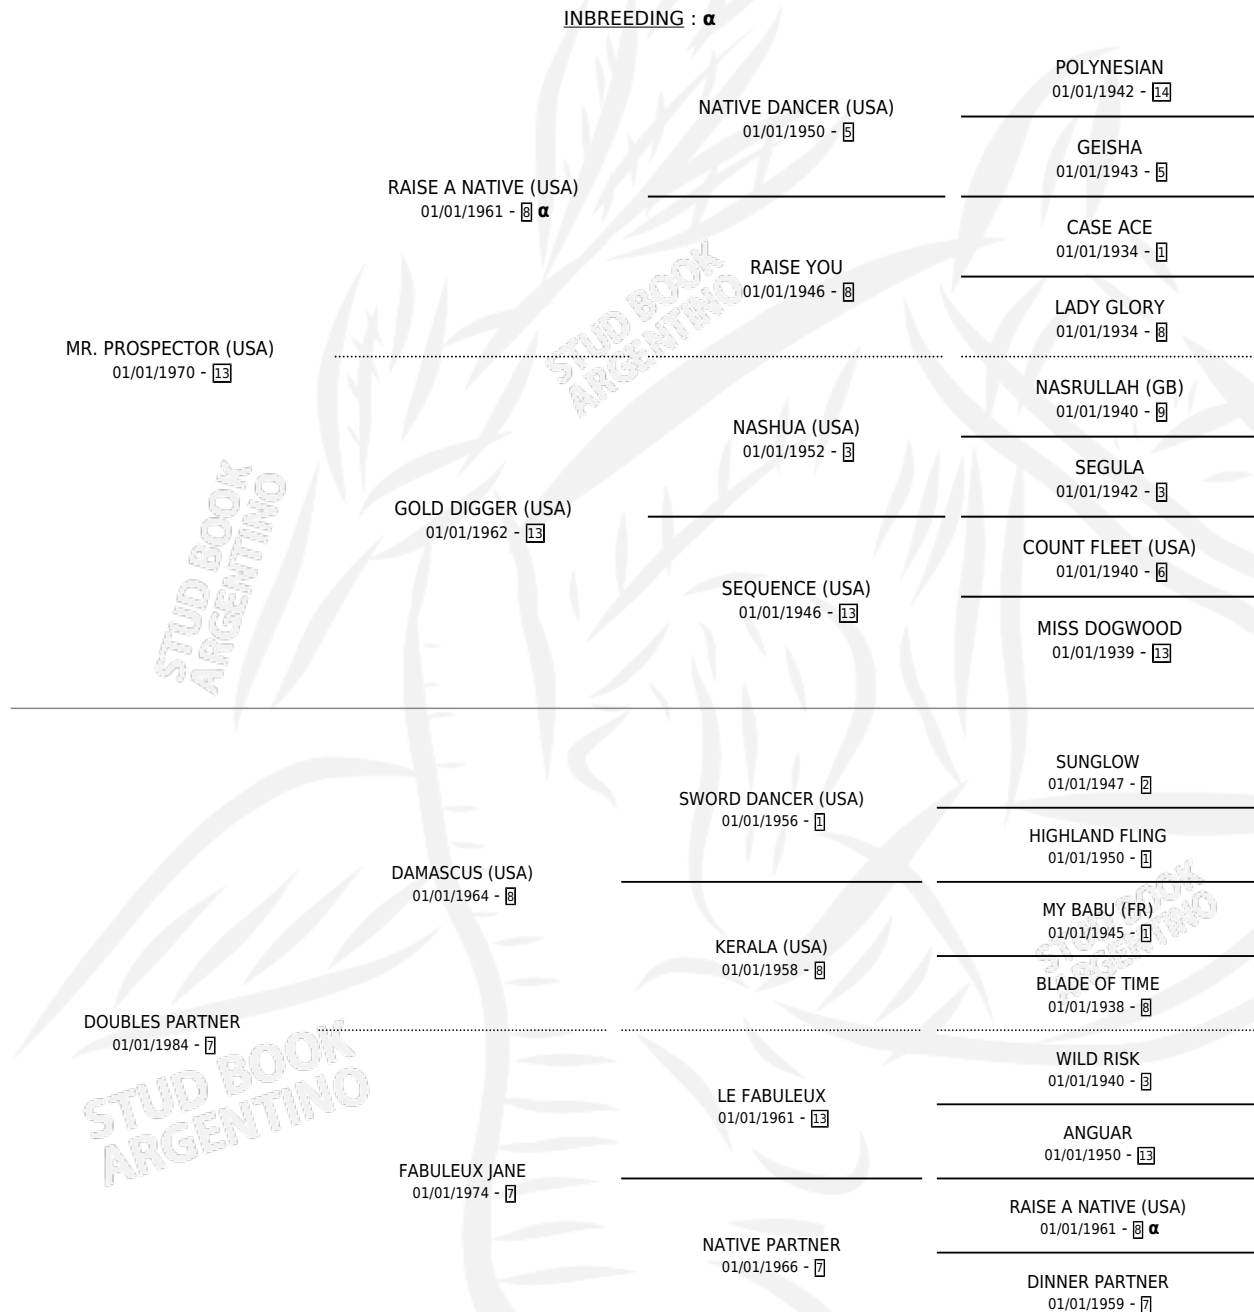 INBREEDING : α
POLYNESIAN
01/01/1942 - 14
NATIVE DANCER (USA)
01/01/1950 - 5
GEISHA
01/01/1943 - 5
RAISE A NATIVE (USA)
01/01/1961 - 8 α
CASE ACE
01/01/1934 - 1
RAISE YOU
01/01/1946 - 8
LADY GLORY
01/01/1934 - 8
MR. PROSPECTOR (USA)
01/01/1970 - 13
NASRULLAH (GB)
01/01/1940 - 9
NASHUA (USA)
01/01/1952 - 3
SEGULA
01/01/1942 - 3
GOLD DIGGER (USA)
01/01/1962 - 13
COUNT FLEET (USA)
01/01/1940 - 6
SEQUENCE (USA)
01/01/1946 - 13
MISS DOGWOOD
01/01/1939 - 13
SUNGLOW
01/01/1947 - 2
SWORD DANCER (USA)
01/01/1956 - 1
HIGHLAND FLING
01/01/1950 - 1
DAMASCUS (USA)
01/01/1964 - 8
MY BABU (FR)
01/01/1945 - 1
KERALA (USA)
01/01/1958 - 8
BLADE OF TIME
01/01/1938 - 8
DOUBLES PARTNER
01/01/1984 - 7
WILD RISK
01/01/1940 - 3
LE FABULEUX
01/01/1961 - 13
ANGUAR
01/01/1950 - 13
FABULEUX JANE
01/01/1974 - 7
RAISE A NATIVE (USA)
01/01/1961 - 8 α
NATIVE PARTNER
01/01/1966 - 7
DINNER PARTNER
01/01/1959 - 7
STUD BOOK
ARGENTINO
STUD BOOK
ARGENTINO
STUD BOOK
ARGENTINO
STUD BOOK
ARGENTINO